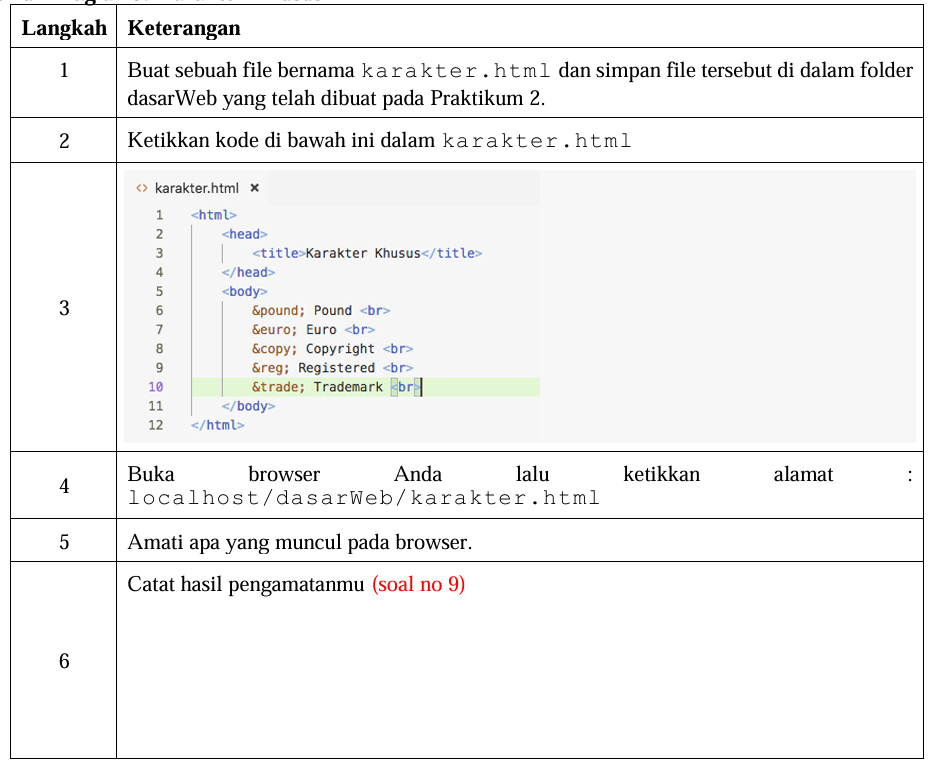 Langkah Keterangan
1 Buat sebuah file bernama karakter.html dan simpan file tersebut di dalam folder
dasarWeb yang telah dibuat pada Praktikum 2.
2 Ketikkan kode di bawah ini dalam karakter.html
3
<> karakter.html ×
1 <html>
2 <head>
3 <title>Karakter Khusus</title>
4 </head>
5 <body>
6 &pound; Pound <br>
7 &euro; Euro <br>
8 &copy; Copyright <br>
9 &reg; Registered <br>
10 &trade; Trademark <br>
11 </body>
12 </html>
4 Buka browser Anda lalu ketikkan alamat :
localhost/dasarWeb/karakter.html
5 Amati apa yang muncul pada browser.
6 Catat hasil pengamatanmu (soal no 9)